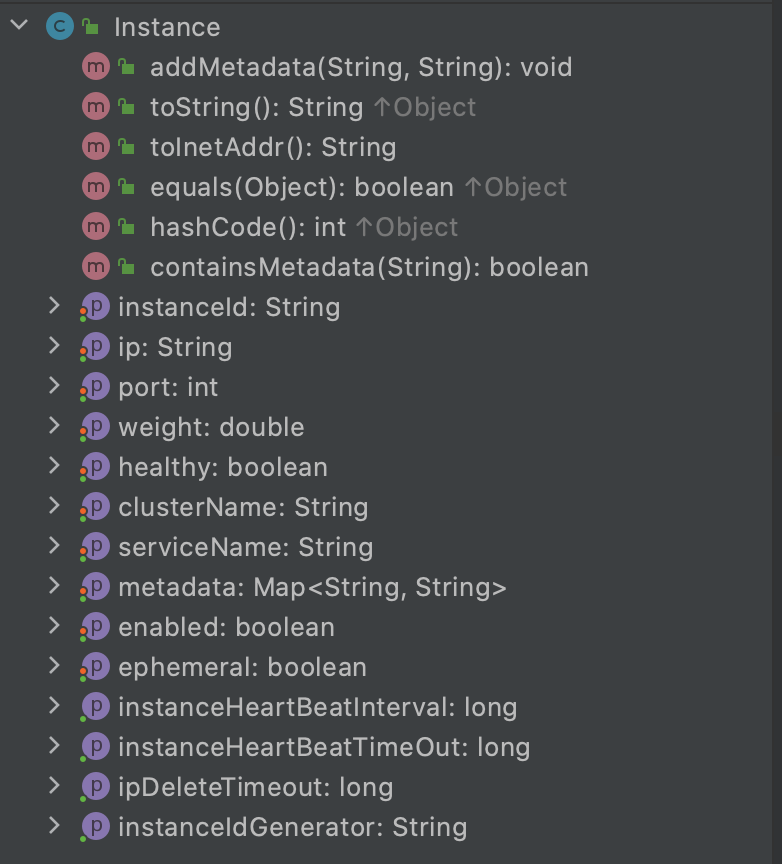 C Instance
m addMetadata(String, String): void
m toString(): String ↑Object
m toInetAddr(): String
m equals(Object): boolean ↑Object
m hashCode(): int ↑Object
m containsMetadata(String): boolean
p instanceId: String
p ip: String
p port: int
p weight: double
p healthy: boolean
p clusterName: String
p serviceName: String
p metadata: Map<String, String>
p enabled: boolean
p ephemeral: boolean
p instanceHeartBeatInterval: long
p instanceHeartBeatTimeOut: long
p ipDeleteTimeout: long
p instanceIdGenerator: String